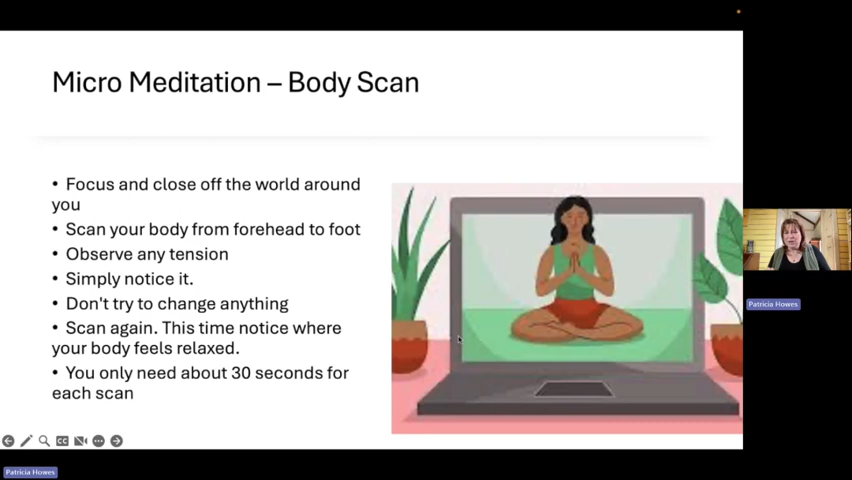 Micro Meditation – Body Scan
• Focus and close off the world around
you
• Scan your body from forehead to foot
• Observe any tension
• Simply notice it.
• Don't try to change anything
• Scan again. This time notice where
your body feels relaxed.
• You only need about 30 seconds for
each scan
Patricia Howes
CC
Patricia Howes